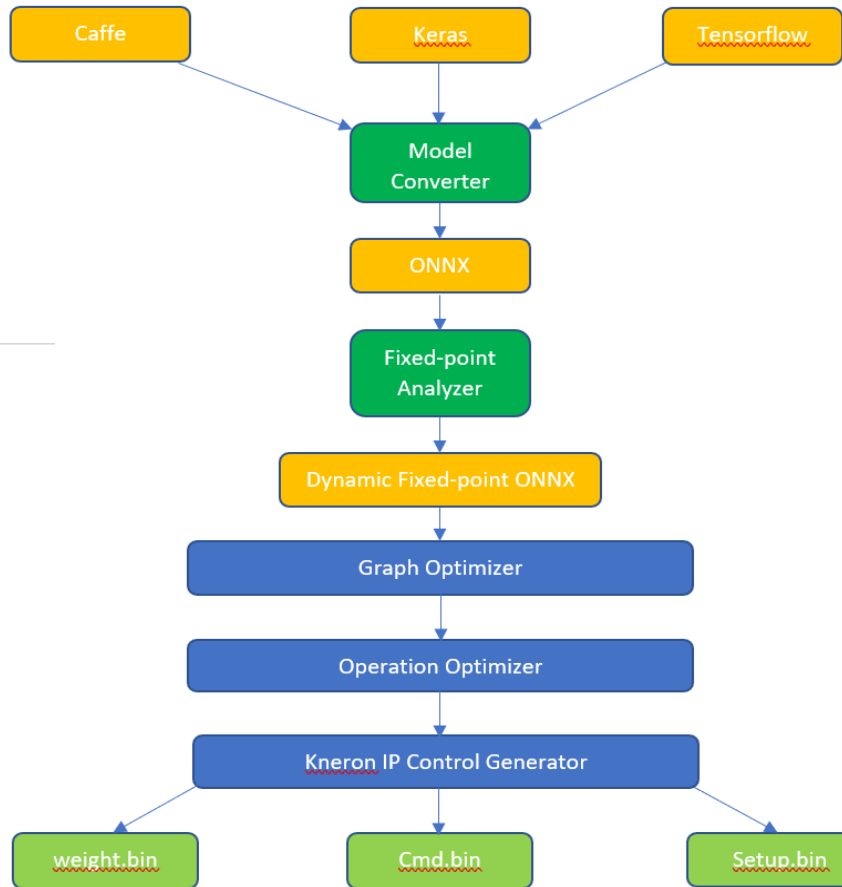 Caffe
Keras
Tensorflow
Model
Converter
ONNX
Fixed-point
Analyzer
Dynamic Fixed-point ONNX
Graph Optimizer
Operation Optimizer
Kneron IP Control Generator
weight.bin
Cmd.bin
Setup.bin